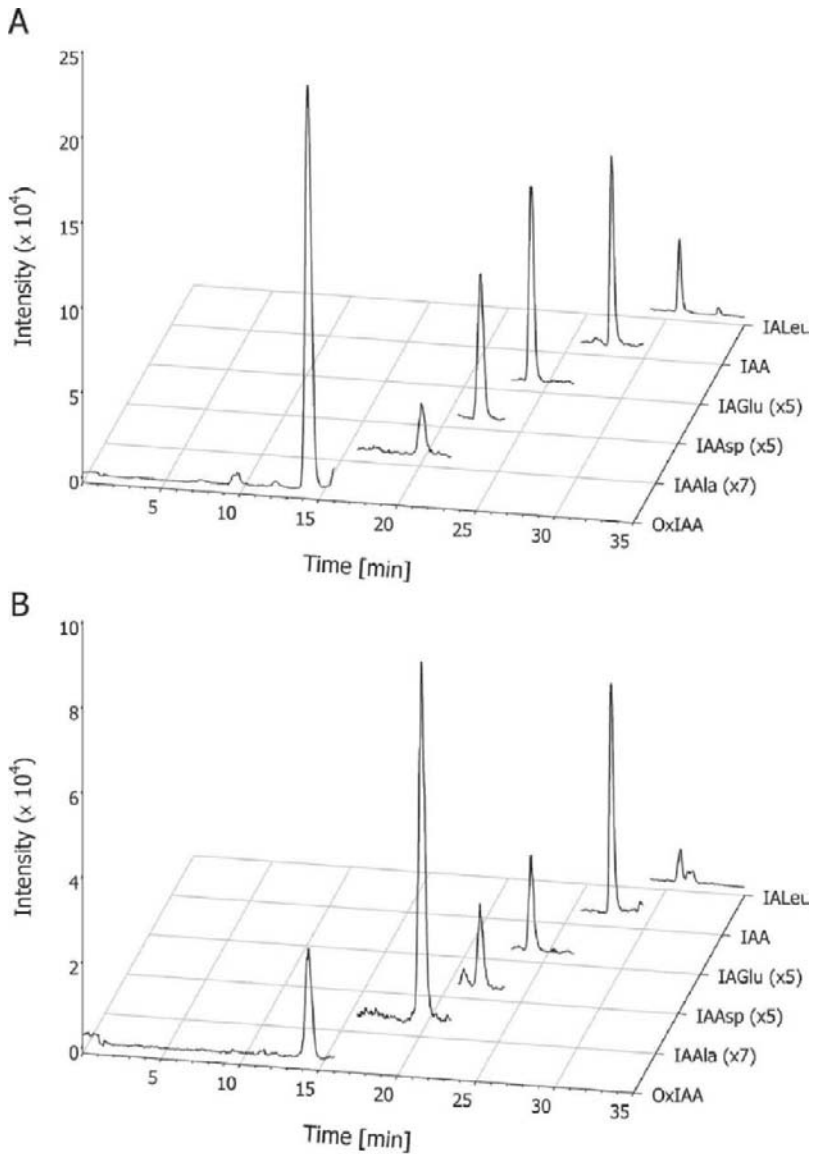 A
25
20
15
10
5
0
Intensity (x 10⁴)
5
10
15
20
25
30
35
Time [min]
IALeu
IAA
IAGlu (x5)
IAAsp (x5)
IAAla (x7)
OxIAA
B
10
8
6
4
2
0
Intensity (x 10⁴)
5
10
15
20
25
30
35
Time [min]
IALeu
IAA
IAGlu (x5)
IAAsp (x5)
IAAla (x7)
OxIAA